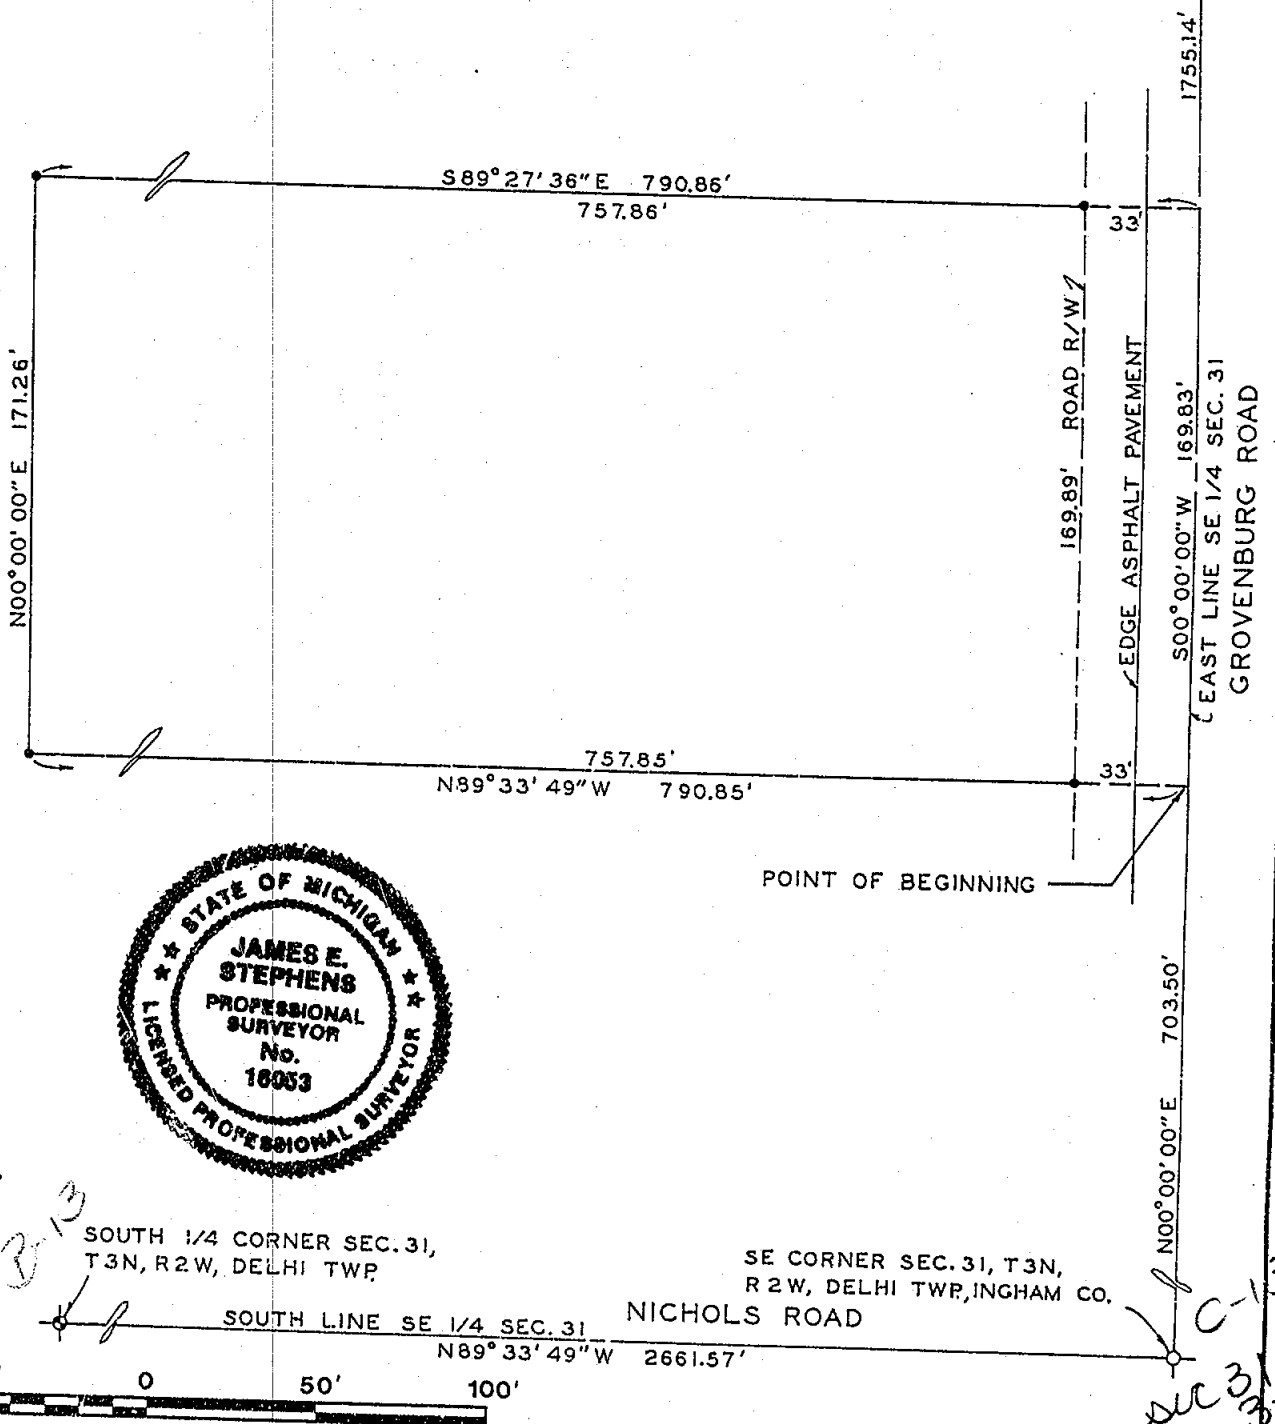 1755.14'
S89°27'36"E 790.86'
757.86'
33'
N00°00'00"E 171.26'
169.89' ROAD R/W
EDGE ASPHALT PAVEMENT
S00°00'00"W 169.83'
EAST LINE SE 1/4 SEC. 31
GROVENBURG ROAD
757.85'
N89°33'49"W 790.85'
33'
POINT OF BEGINNING
STATE OF MICHIGAN
JAMES E.
STEPHENS
PROFESSIONAL
SURVEYOR
No.
16053
LICENSED PROFESSIONAL SURVEYOR
N00°00'00"E 703.50'
B-13
SOUTH 1/4 CORNER SEC. 31,
T3N, R2W, DELHI TWP.
SE CORNER SEC. 31, T3N,
R2W, DELHI TWP., INGHAM CO.
SOUTH LINE SE 1/4 SEC. 31
NICHOLS ROAD
N89°33'49"W 2661.57'
0 50' 100'
sec 31